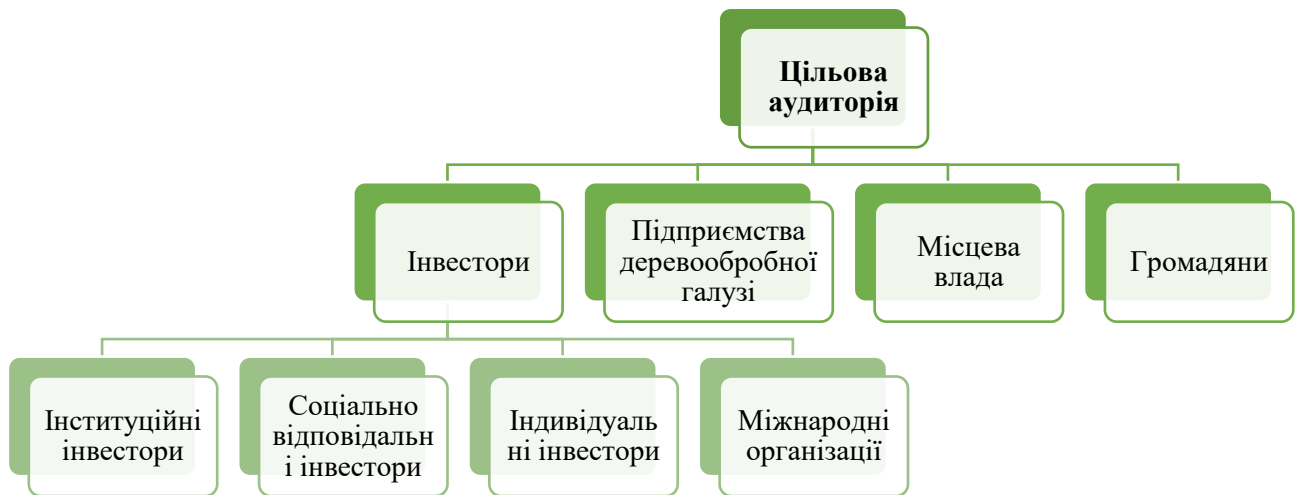 Цільова
аудиторія
Інвестори
Підприємства
деревообробної
галузі
Місцева
влада
Громадяни
Інституційні
інвестори
Соціально
відповідальн
і інвестори
Індивідуаль
ні інвестори
Міжнародні
організації